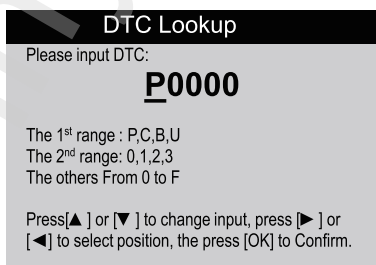 DTC Lookup
Please input DTC:
P0000
The 1st range : P,C,B,U
The 2nd range: 0,1,2,3
The others From 0 to F
Press[▲ ] or [▼ ] to change input, press [▶ ] or
[ ◀] to select position, the press [OK] to Confirm.